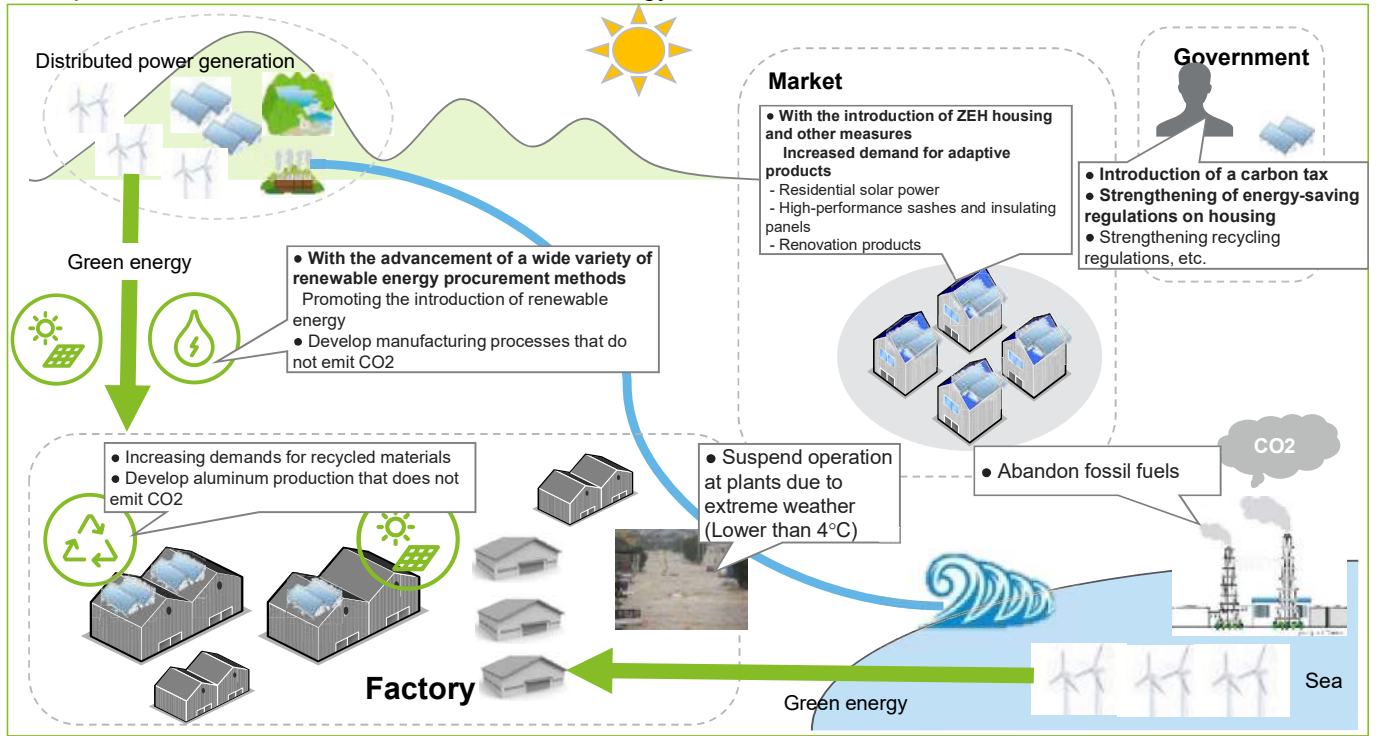 Distributed power generation
Market
Government
● With the introduction of ZEH housing
and other measures
Increased demand for adaptive
products
- Residential solar power
- High-performance sashes and insulating
panels
- Renovation products
● Introduction of a carbon tax
● Strengthening of energy-saving
regulations on housing
● Strengthening recycling
regulations, etc.
Green energy
● With the advancement of a wide variety of
renewable energy procurement methods
Promoting the introduction of renewable
energy
● Develop manufacturing processes that do
not emit CO2
● Increasing demands for recycled materials
● Develop aluminum production that does not
emit CO2
● Suspend operation
at plants due to
extreme weather
(Lower than 4°C)
● Abandon fossil fuels
CO2
Factory
Green energy
Sea